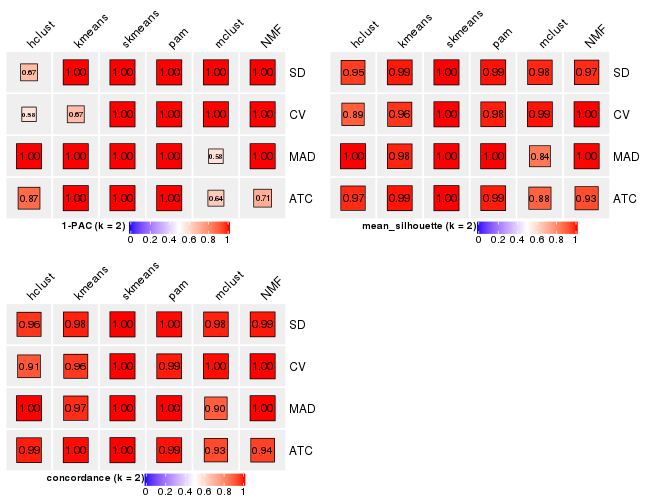 hclust kmeans skmeans pam mclust NMF
0.67 1.00 1.00 1.00 1.00 1.00 SD
0.58 0.67 1.00 1.00 1.00 1.00 CV
1.00 1.00 1.00 1.00 0.58 1.00 MAD
0.87 1.00 1.00 1.00 0.64 0.71 ATC
1-PAC (k = 2)
0 0.2 0.4 0.6 0.8 1
hclust kmeans skmeans pam mclust NMF
0.95 0.99 1.00 0.99 0.98 0.97 SD
0.89 0.96 1.00 0.98 0.99 1.00 CV
1.00 0.98 1.00 1.00 0.84 1.00 MAD
0.97 0.99 1.00 0.99 0.88 0.93 ATC
mean_silhouette (k = 2)
0 0.2 0.4 0.6 0.8 1
hclust kmeans skmeans pam mclust NMF
0.96 0.98 1.00 1.00 0.98 0.99 SD
0.91 0.96 1.00 0.99 1.00 1.00 CV
1.00 0.97 1.00 1.00 0.90 1.00 MAD
0.99 1.00 1.00 0.99 0.93 0.94 ATC
concordance (k = 2)
0 0.2 0.4 0.6 0.8 1